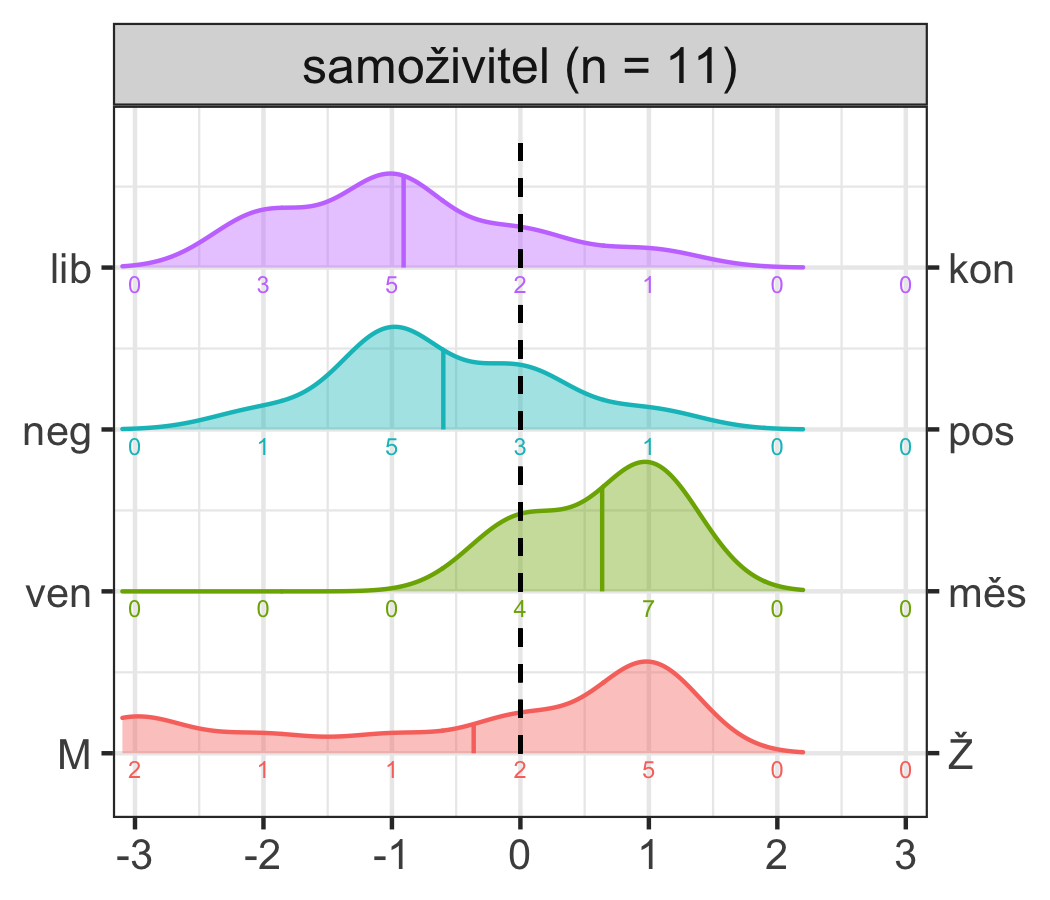 samoživitel (n = 11)
lib kon
0 3 5 2 1 0 0
neg pos
0 1 5 3 1 0 0
ven měs
0 0 0 4 7 0 0
M Ž
2 1 1 2 5 0 0
-3 -2 -1 0 1 2 3